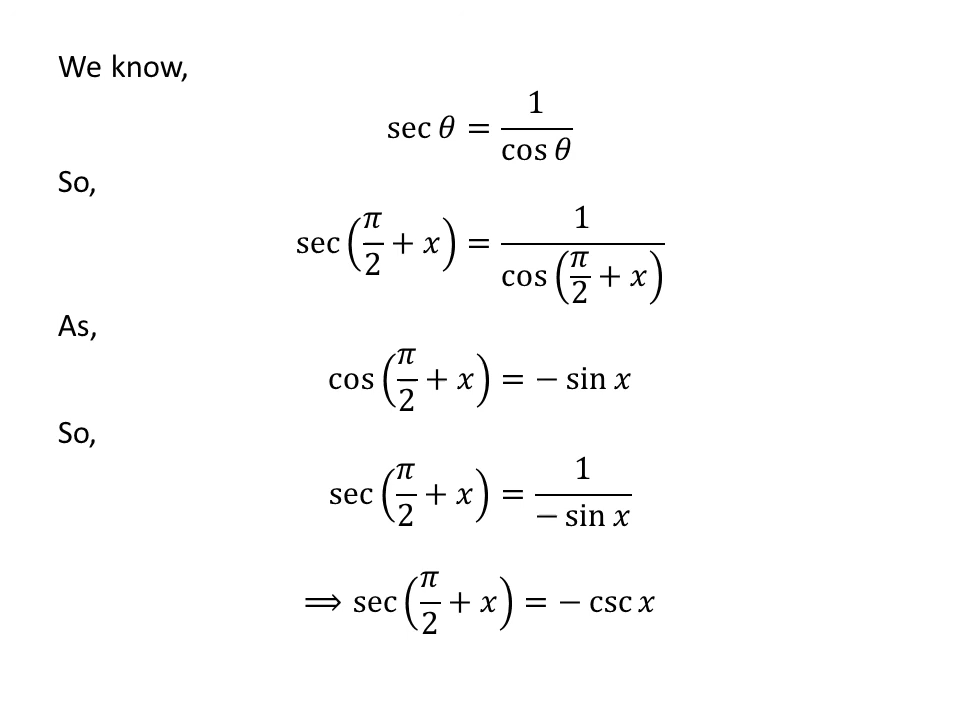 We know,
sec θ = 1/cos θ
So,
sec (π/2 + x) = 1/cos (π/2 + x)
As,
cos (π/2 + x) = − sin x
So,
sec (π/2 + x) = 1/− sin x
⟹ sec (π/2 + x) = − csc x